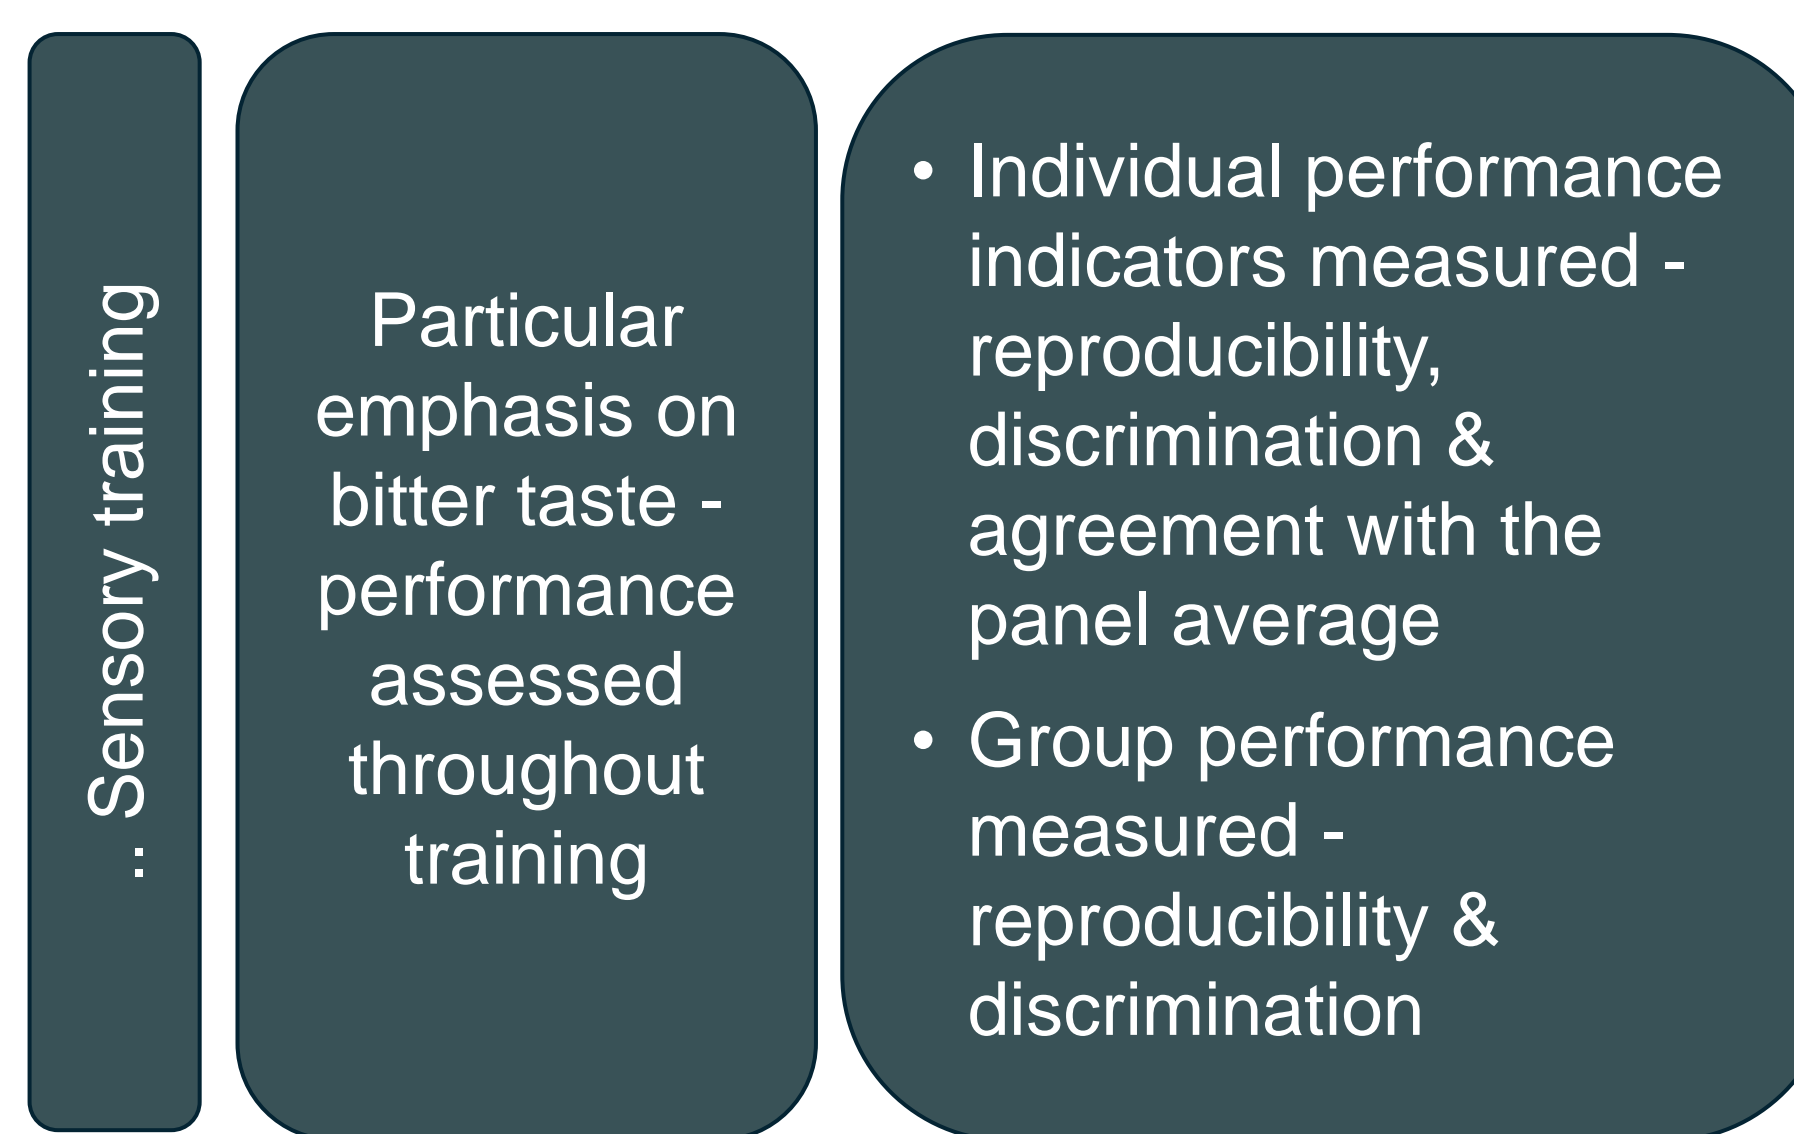 .. Sensory training
Particular
emphasis on
bitter taste -
performance
assessed
throughout
training
• Individual performance
indicators measured -
reproducibility,
discrimination &
agreement with the
panel average
• Group performance
measured -
reproducibility &
discrimination